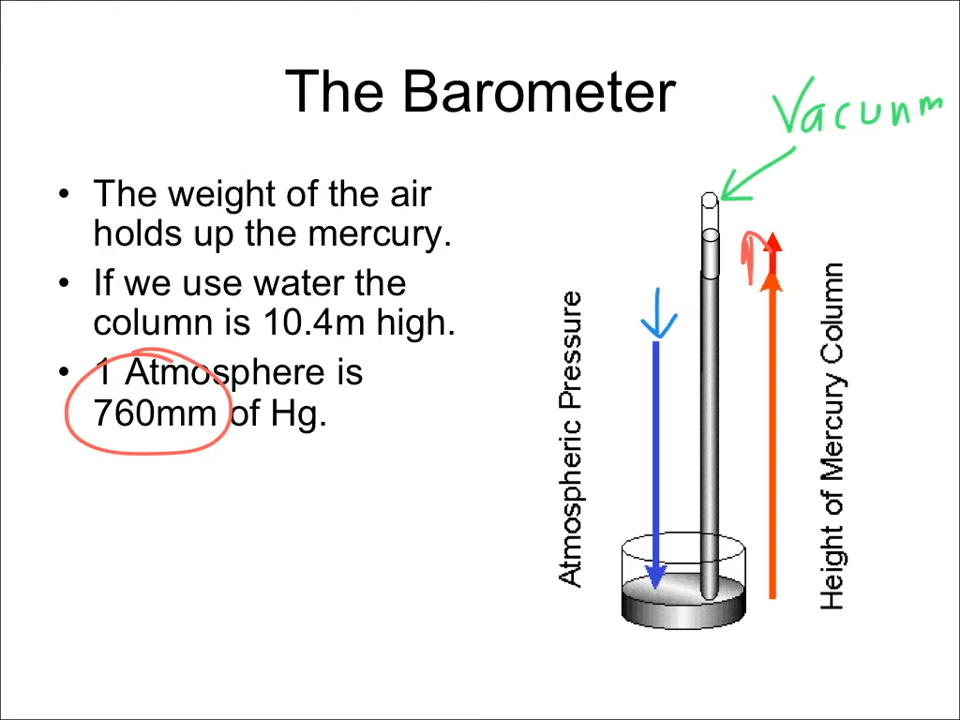 The Barometer
Vacuum
• The weight of the air
holds up the mercury.
• If we use water the
column is 10.4m high.
• 1 Atmosphere is
760mm of Hg.
Atmospheric Pressure
Height of Mercury Column